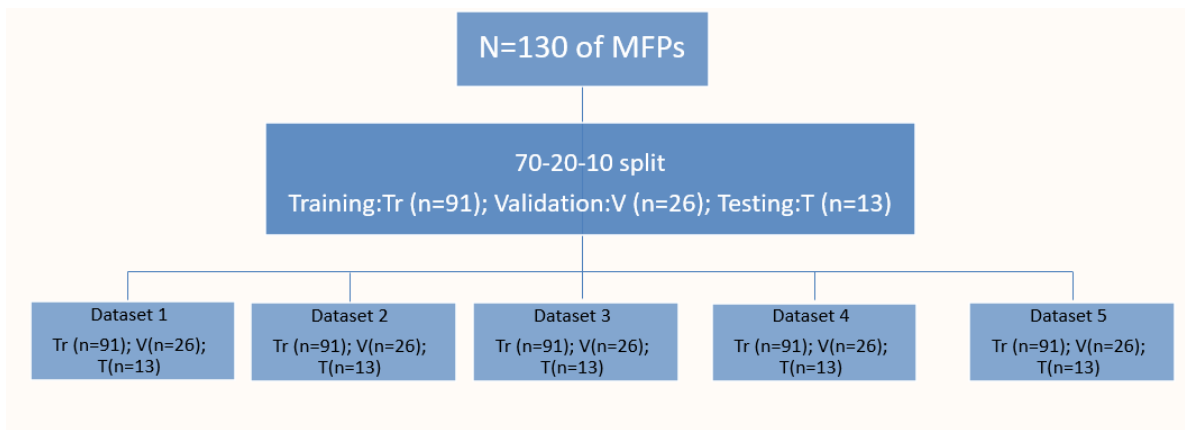 N=130 of MFPs
70-20-10 split
Training:Tr (n=91); Validation:V (n=26); Testing:T (n=13)
Dataset 1
Tr (n=91); V(n=26);
T(n=13)
Dataset 2
Tr (n=91); V(n=26);
T(n=13)
Dataset 3
Tr (n=91); V(n=26);
T(n=13)
Dataset 4
Tr (n=91); V(n=26);
T(n=13)
Dataset 5
Tr (n=91); V(n=26);
T(n=13)